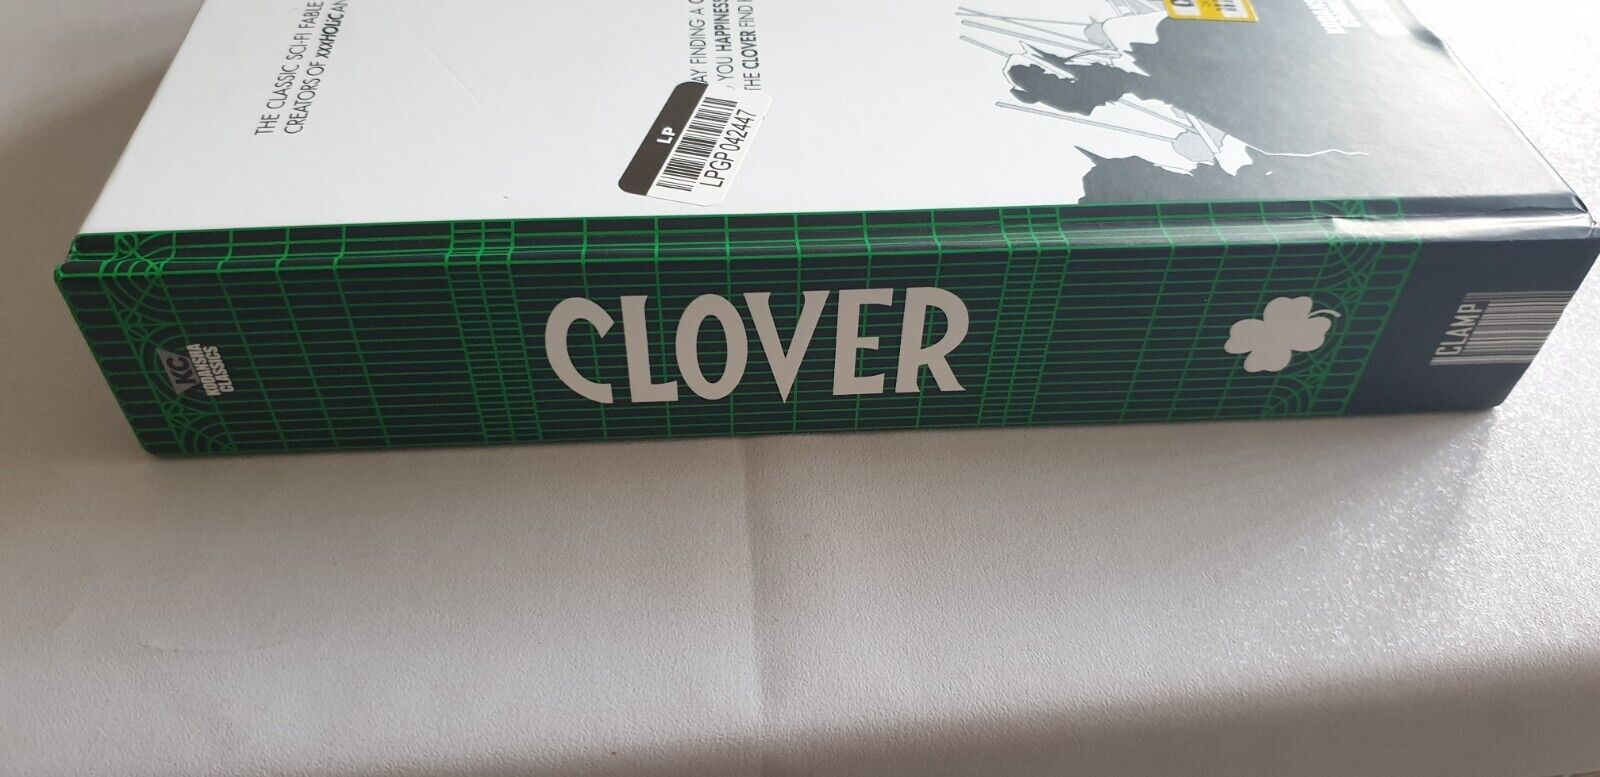 THE CLASSIC SCI-FI FABLE
CREATORS OF XXXHOLIC AN
AY FINDING A
YOU HAPPINESS
THE CLOVER FIND
LP
LPGP042447
KC
KODANSHA
CLASSICS
CLOVER
CLAMP